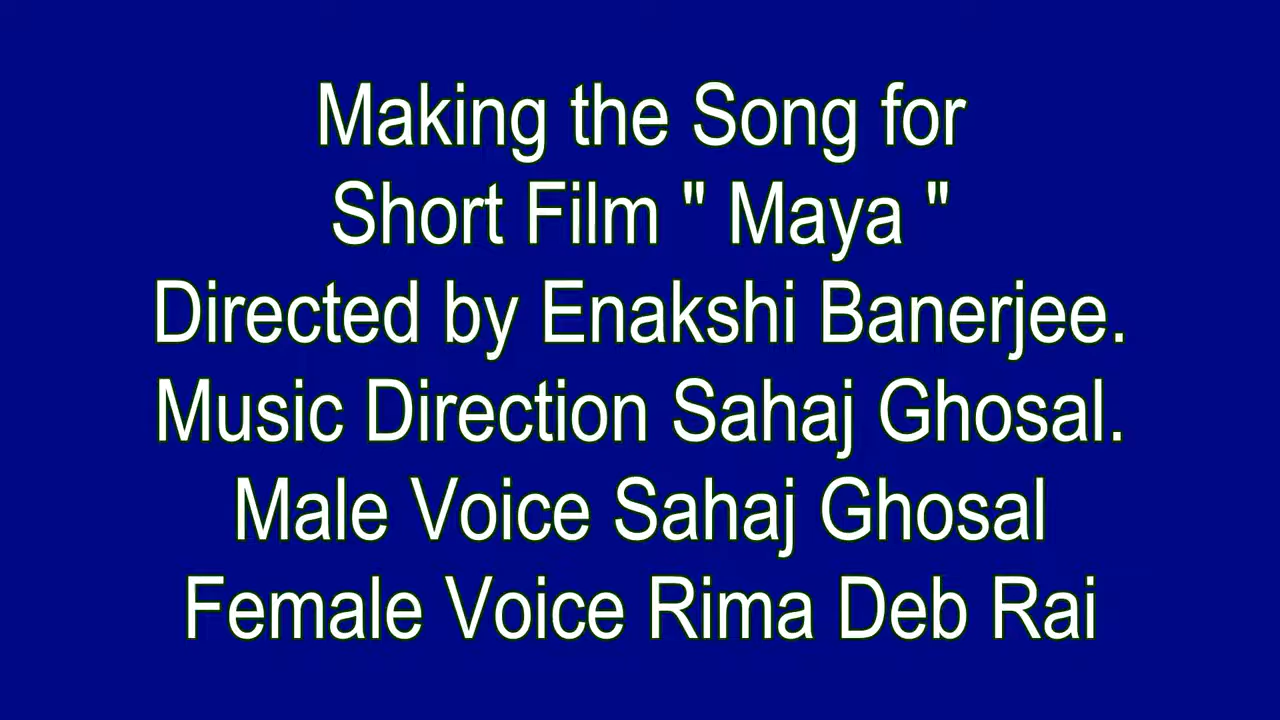 Making the Song for
Short Film " Maya "
Directed by Enakshi Banerjee.
Music Direction Sahaj Ghosal.
Male Voice Sahaj Ghosal
Female Voice Rima Deb Rai